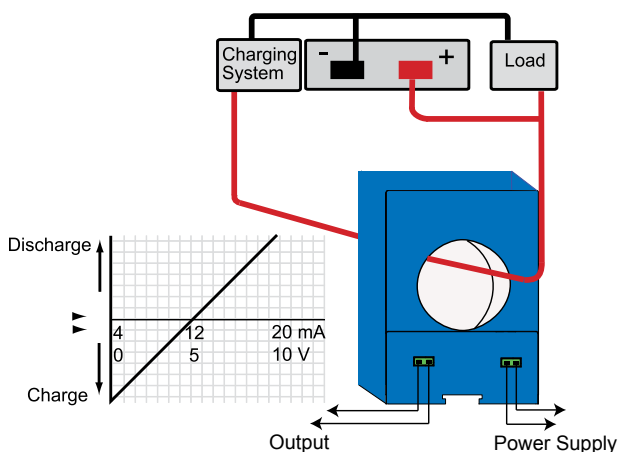 Charging
System
- +
Load
Discharge
4 12 20 mA
0 5 10 V
Charge
Output
Power Supply